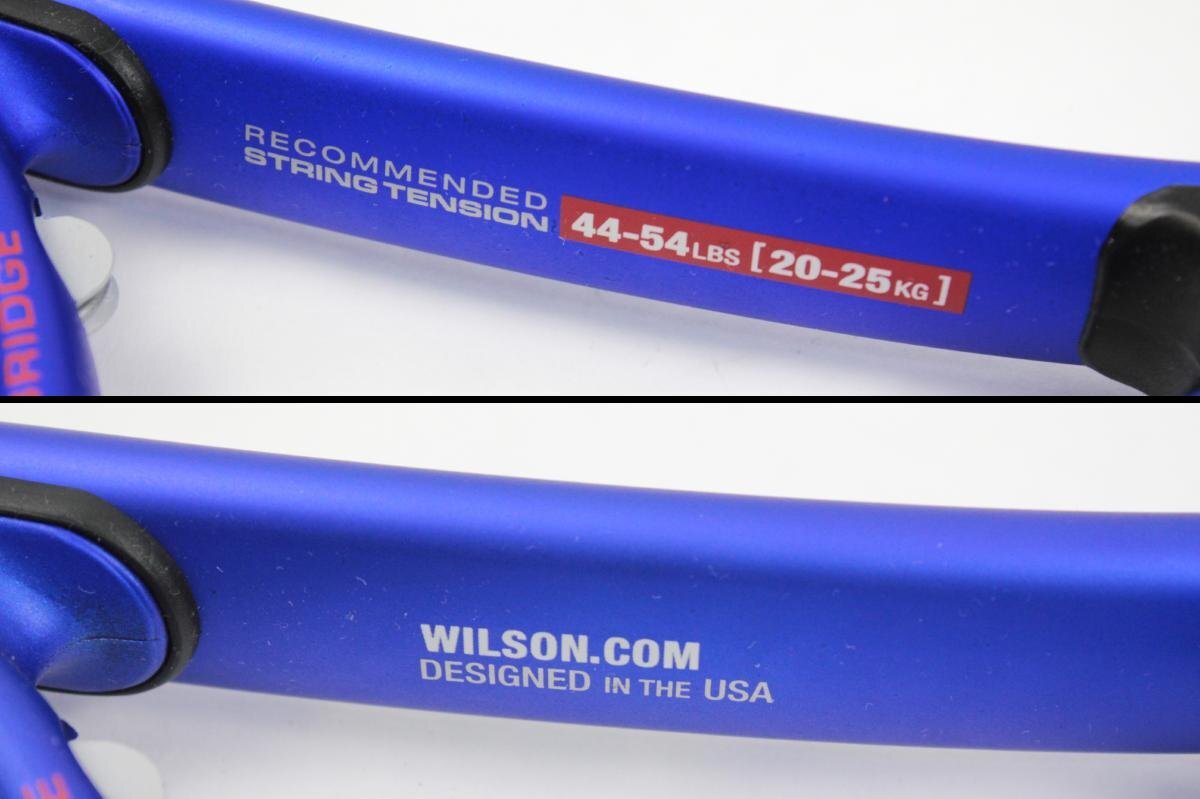 RECOMMENDED
STRING TENSION
44-54LBS [20-25KG]
WILSON.COM
DESIGNED IN THE USA